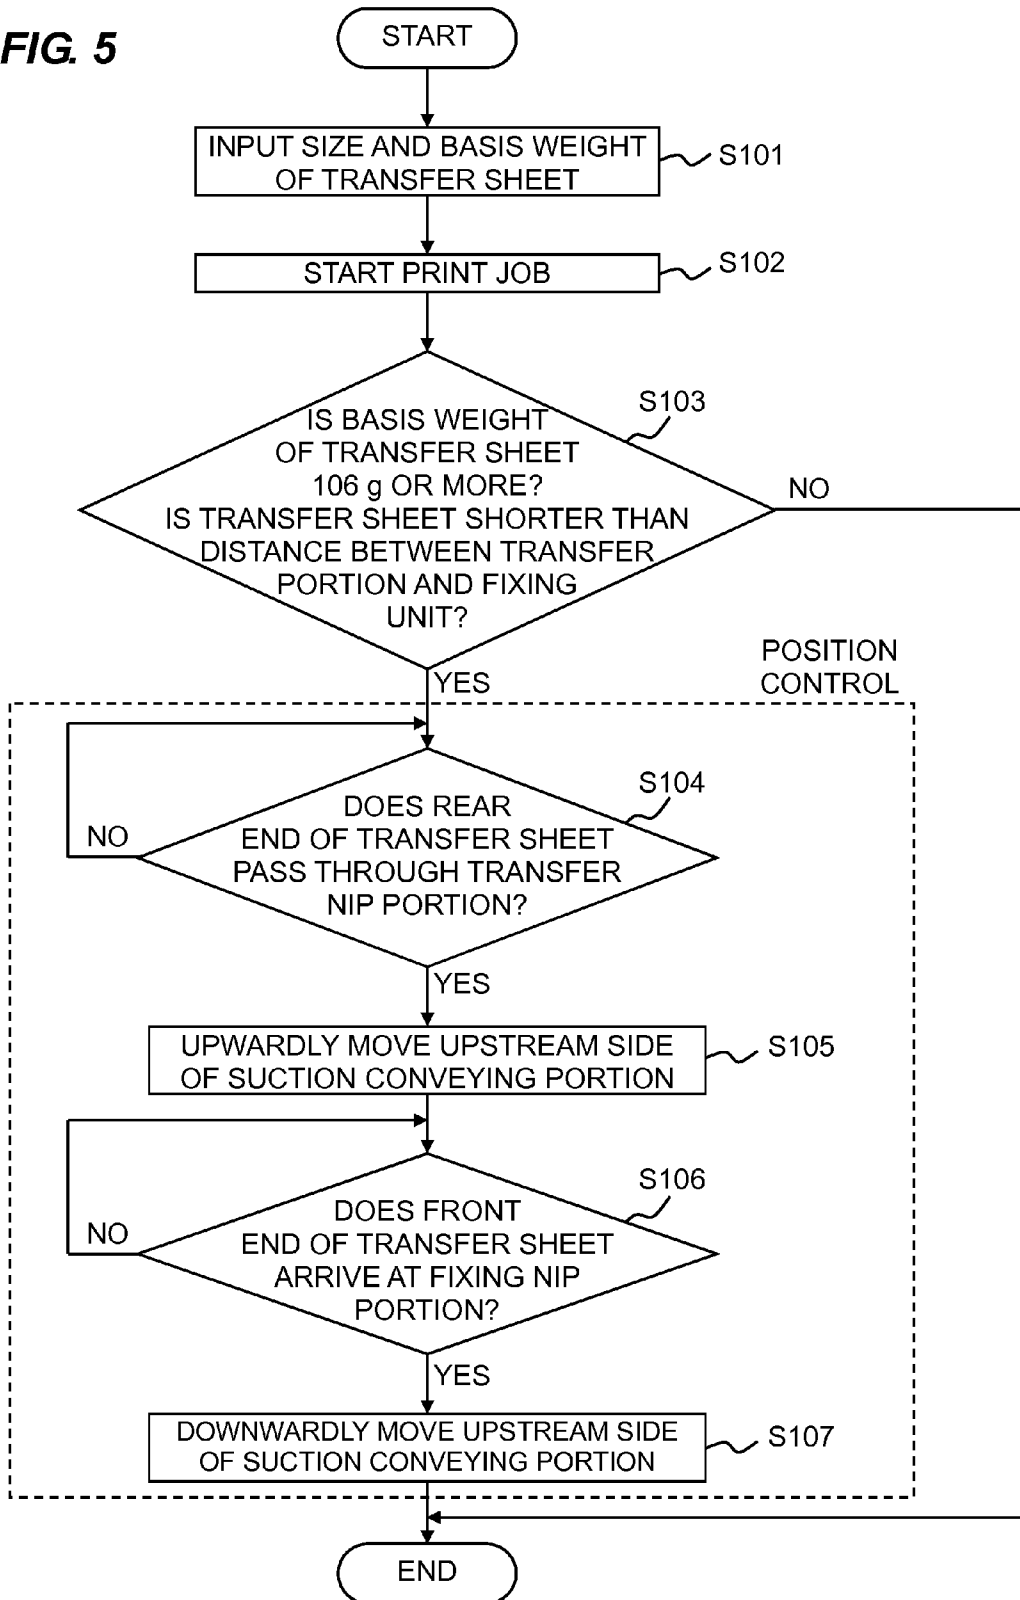 FIG. 5
START
INPUT SIZE AND BASIS WEIGHT
OF TRANSFER SHEET
S101
START PRINT JOB
S102
S103
IS BASIS WEIGHT
OF TRANSFER SHEET
106 g OR MORE?
IS TRANSFER SHEET SHORTER THAN
DISTANCE BETWEEN TRANSFER
PORTION AND FIXING
UNIT?
NO
YES
POSITION
CONTROL
S104
DOES REAR
END OF TRANSFER SHEET
PASS THROUGH TRANSFER
NIP PORTION?
NO
YES
UPWARDLY MOVE UPSTREAM SIDE
OF SUCTION CONVEYING PORTION
S105
S106
DOES FRONT
END OF TRANSFER SHEET
ARRIVE AT FIXING NIP
PORTION?
NO
YES
DOWNWARDLY MOVE UPSTREAM SIDE
OF SUCTION CONVEYING PORTION
S107
END